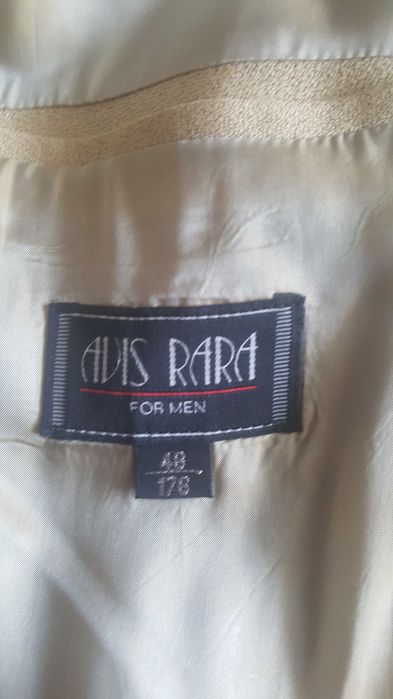 AVIS RARA
FOR MEN
48
176